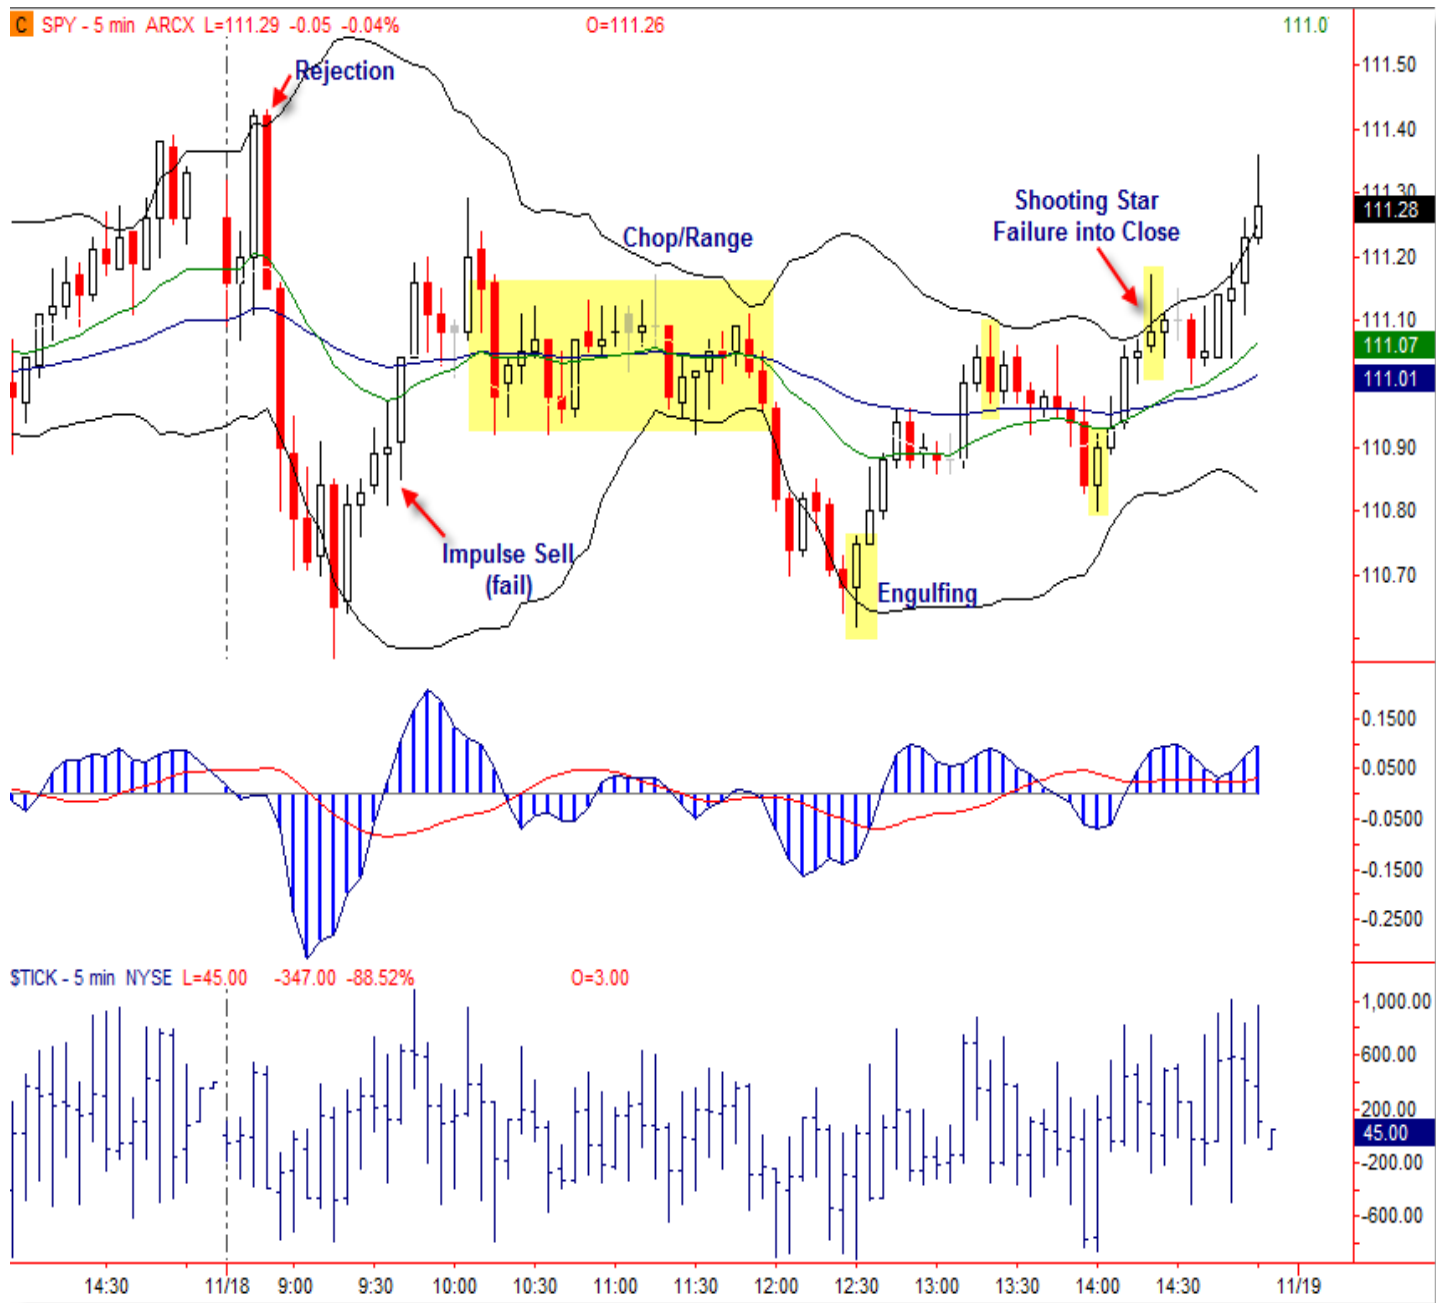 C SPY - 5 min ARCX L=111.29 -0.05 -0.04% O=111.26 111.0
111.50
Rejection
111.40
111.30
Shooting Star
111.28
Failure into Close
Chop/Range
111.20
111.10
111.07
111.01
110.90
110.80
Impulse Sell
(fail)
110.70
Engulfing
0.1500
0.0500
-0.0500
-0.1500
-0.2500
$TICK - 5 min NYSE L=45.00 -347.00 -88.52% O=3.00
1,000.00
600.00
200.00
45.00
-200.00
-600.00
14:30 11/18 9:00 9:30 10:00 10:30 11:00 11:30 12:00 12:30 13:00 13:30 14:00 14:30 11/19